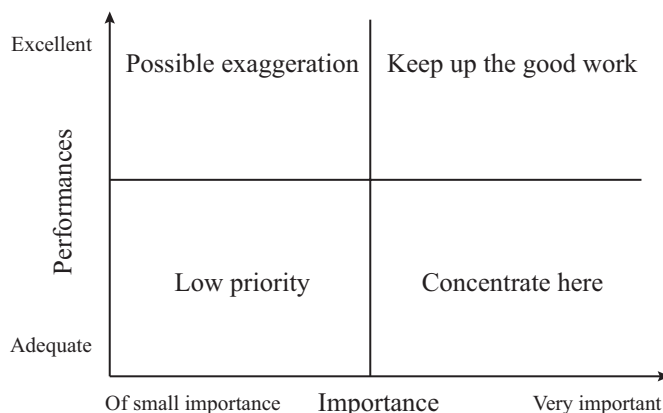 Excellent
Possible exaggeration
Keep up the good work
Performances
Low priority
Concentrate here
Adequate
Of small importance
Importance
Very important